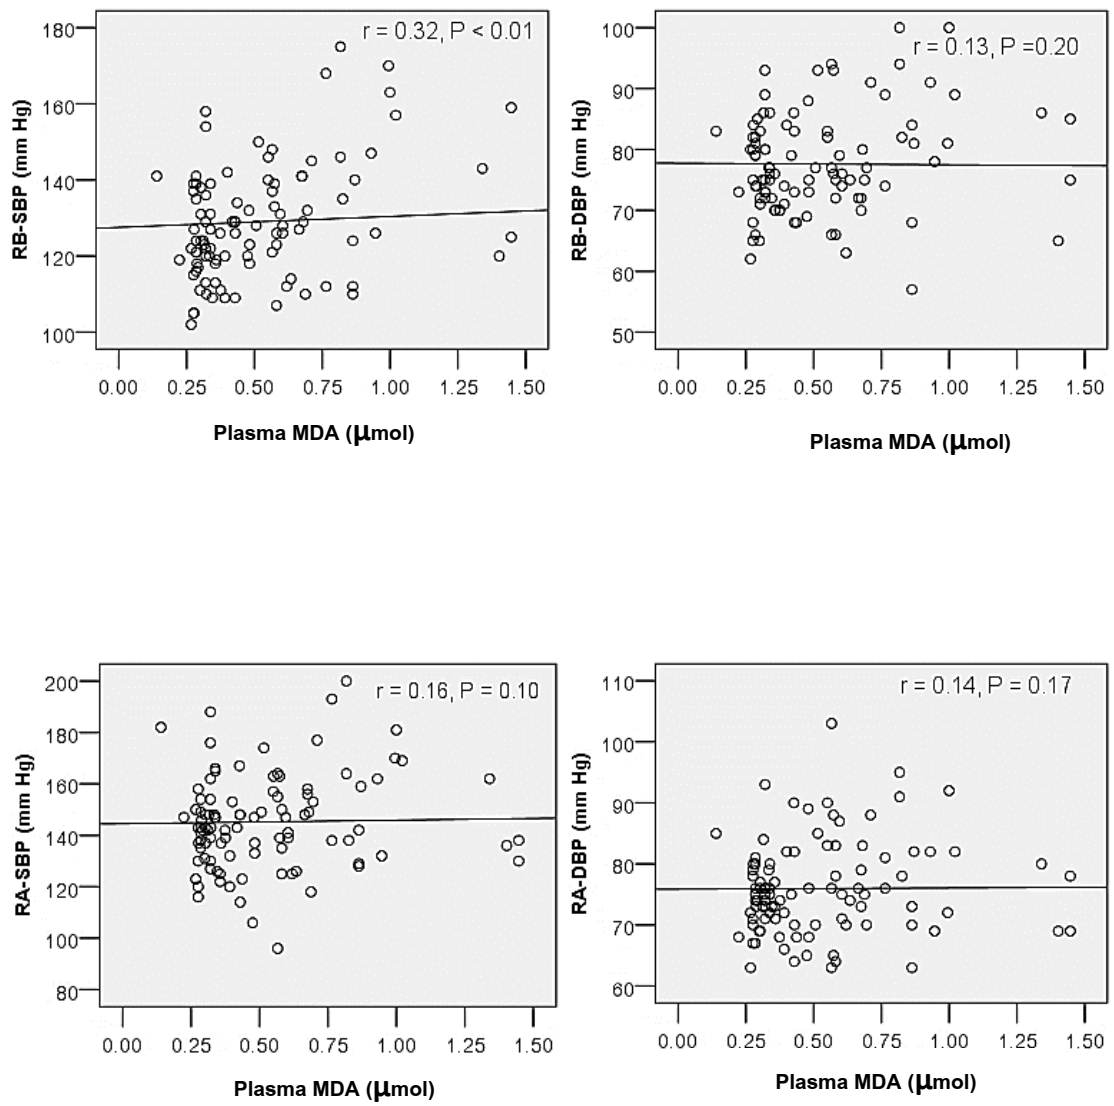 r = 0.32, P < 0.01
RB-SBP (mm Hg)
180
160
140
120
100
0.00 0.25 0.50 0.75 1.00 1.25 1.50
Plasma MDA (μmol)
r = 0.13, P =0.20
RB-DBP (mm Hg)
100
90
80
70
60
50
0.00 0.25 0.50 0.75 1.00 1.25 1.50
Plasma MDA (μmol)
r = 0.16, P = 0.10
RA-SBP (mm Hg)
200
180
160
140
120
100
80
0.00 0.25 0.50 0.75 1.00 1.25 1.50
Plasma MDA (μmol)
r = 0.14, P = 0.17
RA-DBP (mm Hg)
110
100
90
80
70
60
0.00 0.25 0.50 0.75 1.00 1.25 1.50
Plasma MDA (μmol)